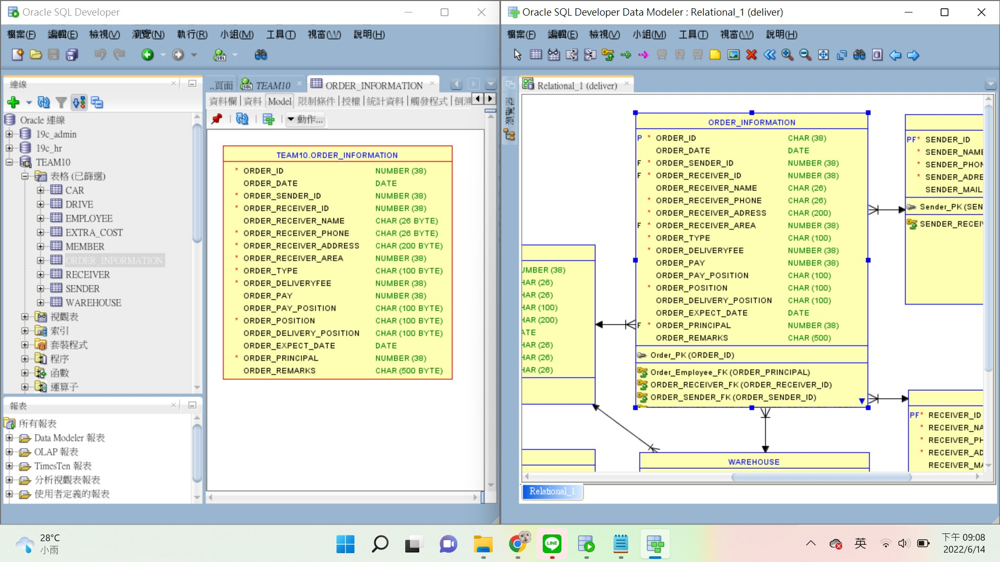 Oracle SQL Developer
檔案(F) 編輯(E) 檢視(V) 瀏覽(N) 執行(R) 小組(M) 工具(T) 視窗(W) 說明(H)
連線
Oracle 連線
19c_admin
19c_hr
TEAM10
表格 (已篩選)
CAR
DRIVE
EMPLOYEE
EXTRA_COST
MEMBER
ORDER_INFORMATION
RECEIVER
SENDER
WAREHOUSE
視觀表
索引
套裝程式
程序
函數
運算子
報表
所有報表
Data Modeler 報表
OLAP 報表
TimesTen 報表
分析視觀表報表
使用者定義的報表
..頁面 TEAM10 ORDER_INFORMATION
資料欄 資料 Model 限制條件 授權 統計資料 觸發程式
動作...
TEAM10.ORDER_INFORMATION
* ORDER_ID NUMBER (38)
ORDER_DATE DATE
* ORDER_SENDER_ID NUMBER (38)
* ORDER_RECEIVER_ID NUMBER (38)
ORDER_RECEIVER_NAME CHAR (26 BYTE)
* ORDER_RECEIVER_PHONE CHAR (26 BYTE)
* ORDER_RECEIVER_ADDRESS CHAR (200 BYTE)
* ORDER_RECEIVER_AREA NUMBER (38)
* ORDER_TYPE CHAR (100 BYTE)
* ORDER_DELIVERYFEE NUMBER (38)
ORDER_PAY NUMBER (38)
ORDER_PAY_POSITION CHAR (100 BYTE)
* ORDER_POSITION CHAR (100 BYTE)
ORDER_DELIVERY_POSITION CHAR (100 BYTE)
ORDER_EXPECT_DATE DATE
* ORDER_PRINCIPAL NUMBER (38)
ORDER_REMARKS CHAR (500 BYTE)
Oracle SQL Developer Data Modeler : Relational_1 (deliver)
檔案(F) 編輯(E) 檢視(V) 小組(M) 工具(T) 視窗(W) 說明(H)
Relational_1 (deliver)
UMBER (38)
HAR (26)
HAR (26)
HAR (100)
HAR (200)
ATE
HAR (26)
HAR (26)
HAR (26)
ORDER_INFORMATION
P * ORDER_ID CHAR (38)
ORDER_DATE DATE
F * ORDER_SENDER_ID NUMBER (38)
F * ORDER_RECEIVER_ID NUMBER (38)
ORDER_RECEIVER_NAME CHAR (26)
* ORDER_RECEIVER_PHONE CHAR (26)
* ORDER_RECEIVER_ADRESS CHAR (200)
F * ORDER_RECEIVER_AREA NUMBER (38)
* ORDER_TYPE CHAR (100)
* ORDER_DELIVERYFEE NUMBER (38)
ORDER_PAY NUMBER (38)
ORDER_PAY_POSITION CHAR (100)
* ORDER_POSITION CHAR (100)
ORDER_DELIVERY_POSITION CHAR (100)
ORDER_EXPECT_DATE DATE
F * ORDER_PRINCIPAL NUMBER (38)
ORDER_REMARKS CHAR (500)
Order_PK (ORDER_ID)
Order_Employee_FK (ORDER_PRINCIPAL)
ORDER_RECEIVER_FK (ORDER_RECEIVER_ID)
ORDER_SENDER_FK (ORDER_SENDER_ID)
WAREHOUSE
PF* SENDER_ID
* SENDER_NAME
* SENDER_PHON
* SENDER_ADRE
SENDER_MAIL
Sender_PK (SEN
SENDER_RECEIV
PF* RECEIVER_ID
* RECEIVER_NA
* RECEIVER_PH
* RECEIVER_AD
RECEIVER_MA
Relational_1
28°C
小雨
SQL
LINE
英
下午 09:08
2022/6/14